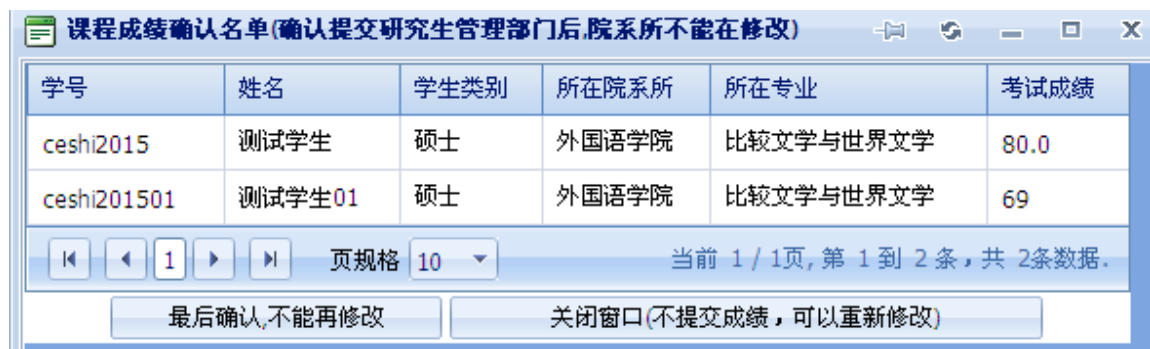 课程成绩确认名单(确认提交研究生管理部门后,院系所不能在修改)
学号 姓名 学生类别 所在院系所 所在专业 考试成绩
ceshi2015 测试学生 硕士 外国语学院 比较文学与世界文学 80.0
ceshi201501 测试学生01 硕士 外国语学院 比较文学与世界文学 69
1 页规格 10 当前 1 / 1页, 第 1 到 2 条，共 2条数据.
最后确认,不能再修改 关闭窗口(不提交成绩，可以重新修改)